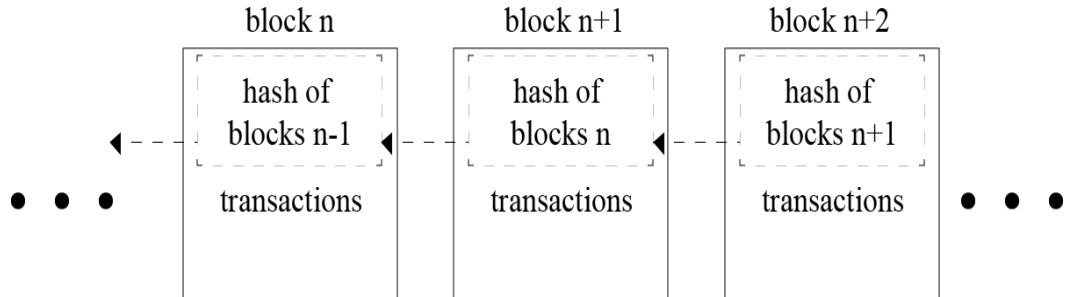 block n
block n+1
block n+2
hash of
blocks n-1
hash of
blocks n
hash of
blocks n+1
transactions
transactions
transactions